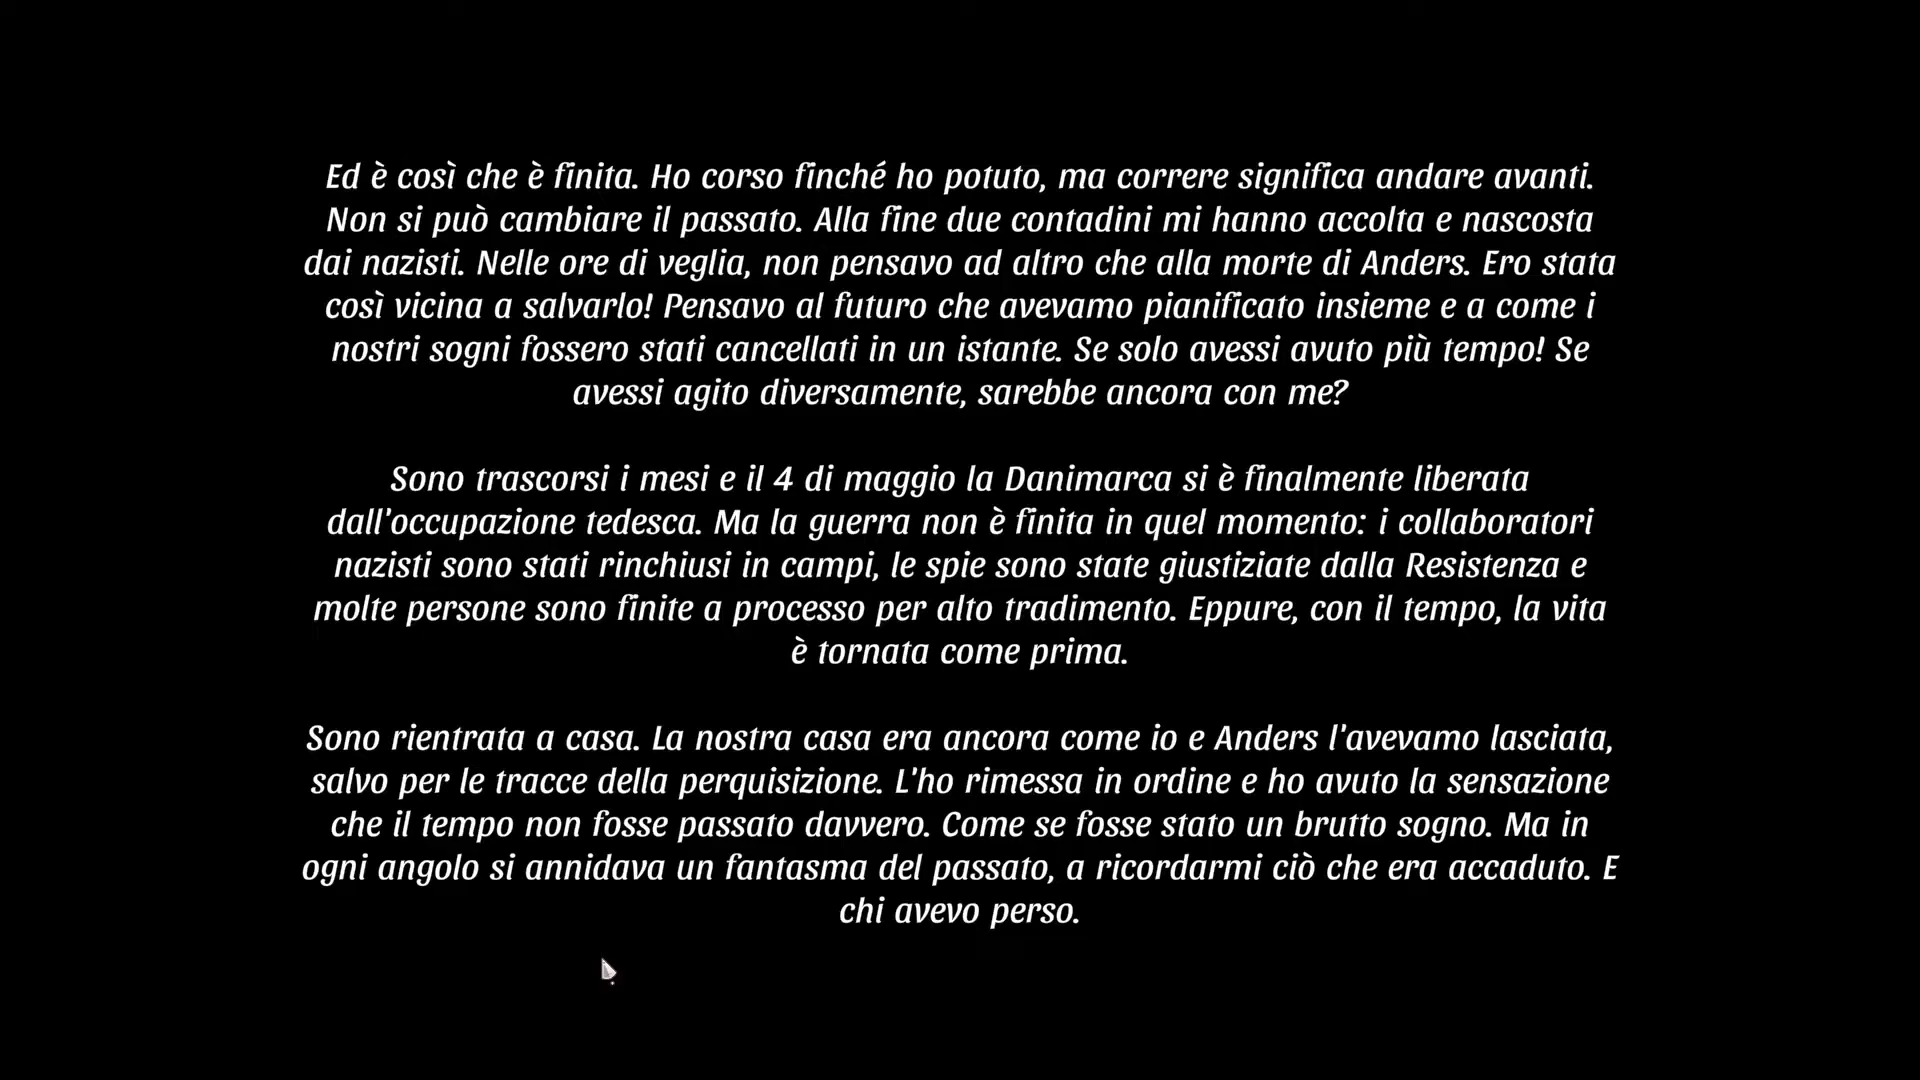 Ed è così che è finita. Ho corso finché ho potuto, ma correre significa andare avanti.
Non si può cambiare il passato. Alla fine due contadini mi hanno accolta e nascosta
dai nazisti. Nelle ore di veglia, non pensavo ad altro che alla morte di Anders. Ero stata
così vicina a salvarlo! Pensavo al futuro che avevamo pianificato insieme e a come i
nostri sogni fossero stati cancellati in un istante. Se solo avessi avuto più tempo! Se
avessi agito diversamente, sarebbe ancora con me?
Sono trascorsi i mesi e il 4 di maggio la Danimarca si è finalmente liberata
dall'occupazione tedesca. Ma la guerra non è finita in quel momento: i collaboratori
nazisti sono stati rinchiusi in campi, le spie sono state giustiziate dalla Resistenza e
molte persone sono finite a processo per alto tradimento. Eppure, con il tempo, la vita
è tornata come prima.
Sono rientrata a casa. La nostra casa era ancora come io e Anders l'avevamo lasciata,
salvo per le tracce della perquisizione. L'ho rimessa in ordine e ho avuto la sensazione
che il tempo non fosse passato davvero. Come se fosse stato un brutto sogno. Ma in
ogni angolo si annidava un fantasma del passato, a ricordarmi ciò che era accaduto. E
chi avevo perso.